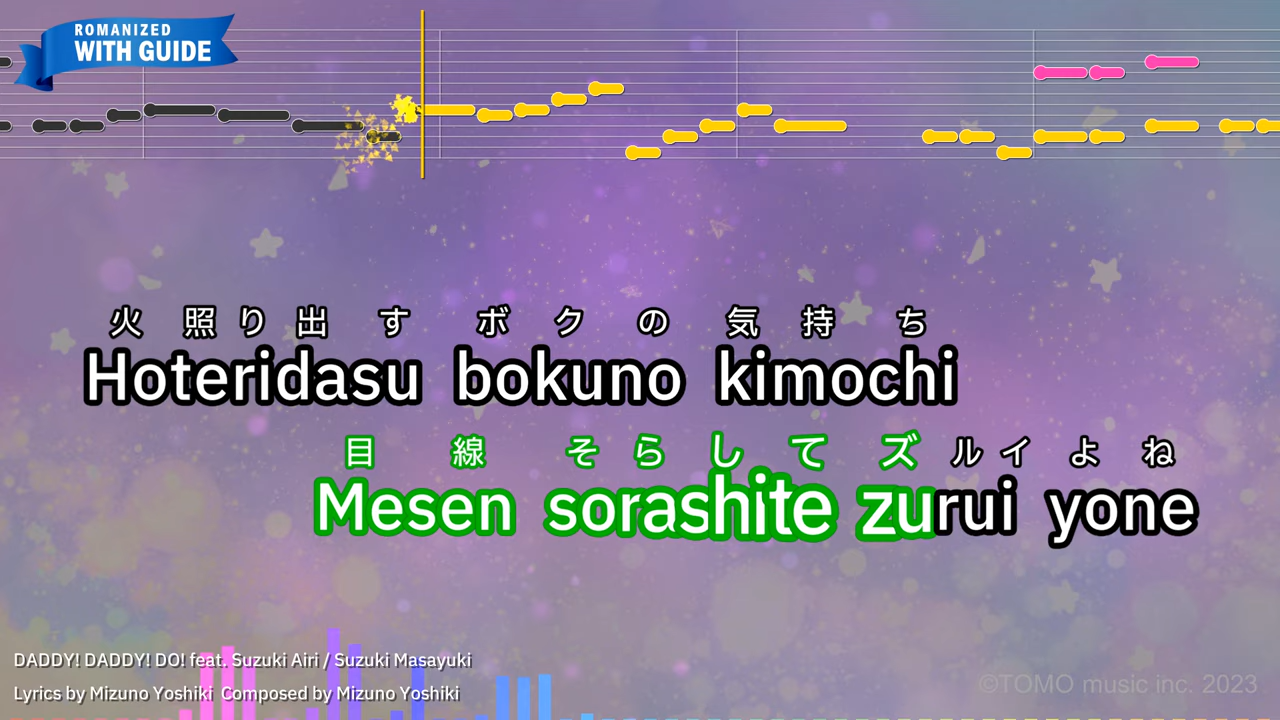 ROMANIZED
WITH GUIDE
火照り出すボクの気持ち
Hoteridasu bokuno kimochi
目線そらしてズルイよね
Mesen sorashite zurui yone
DADDY! DADDY! DO! feat. Suzuki Airi / Suzuki Masayuki
Lyrics by Mizuno Yoshiki Composed by Mizuno Yoshiki
©TOMO music inc. 2023